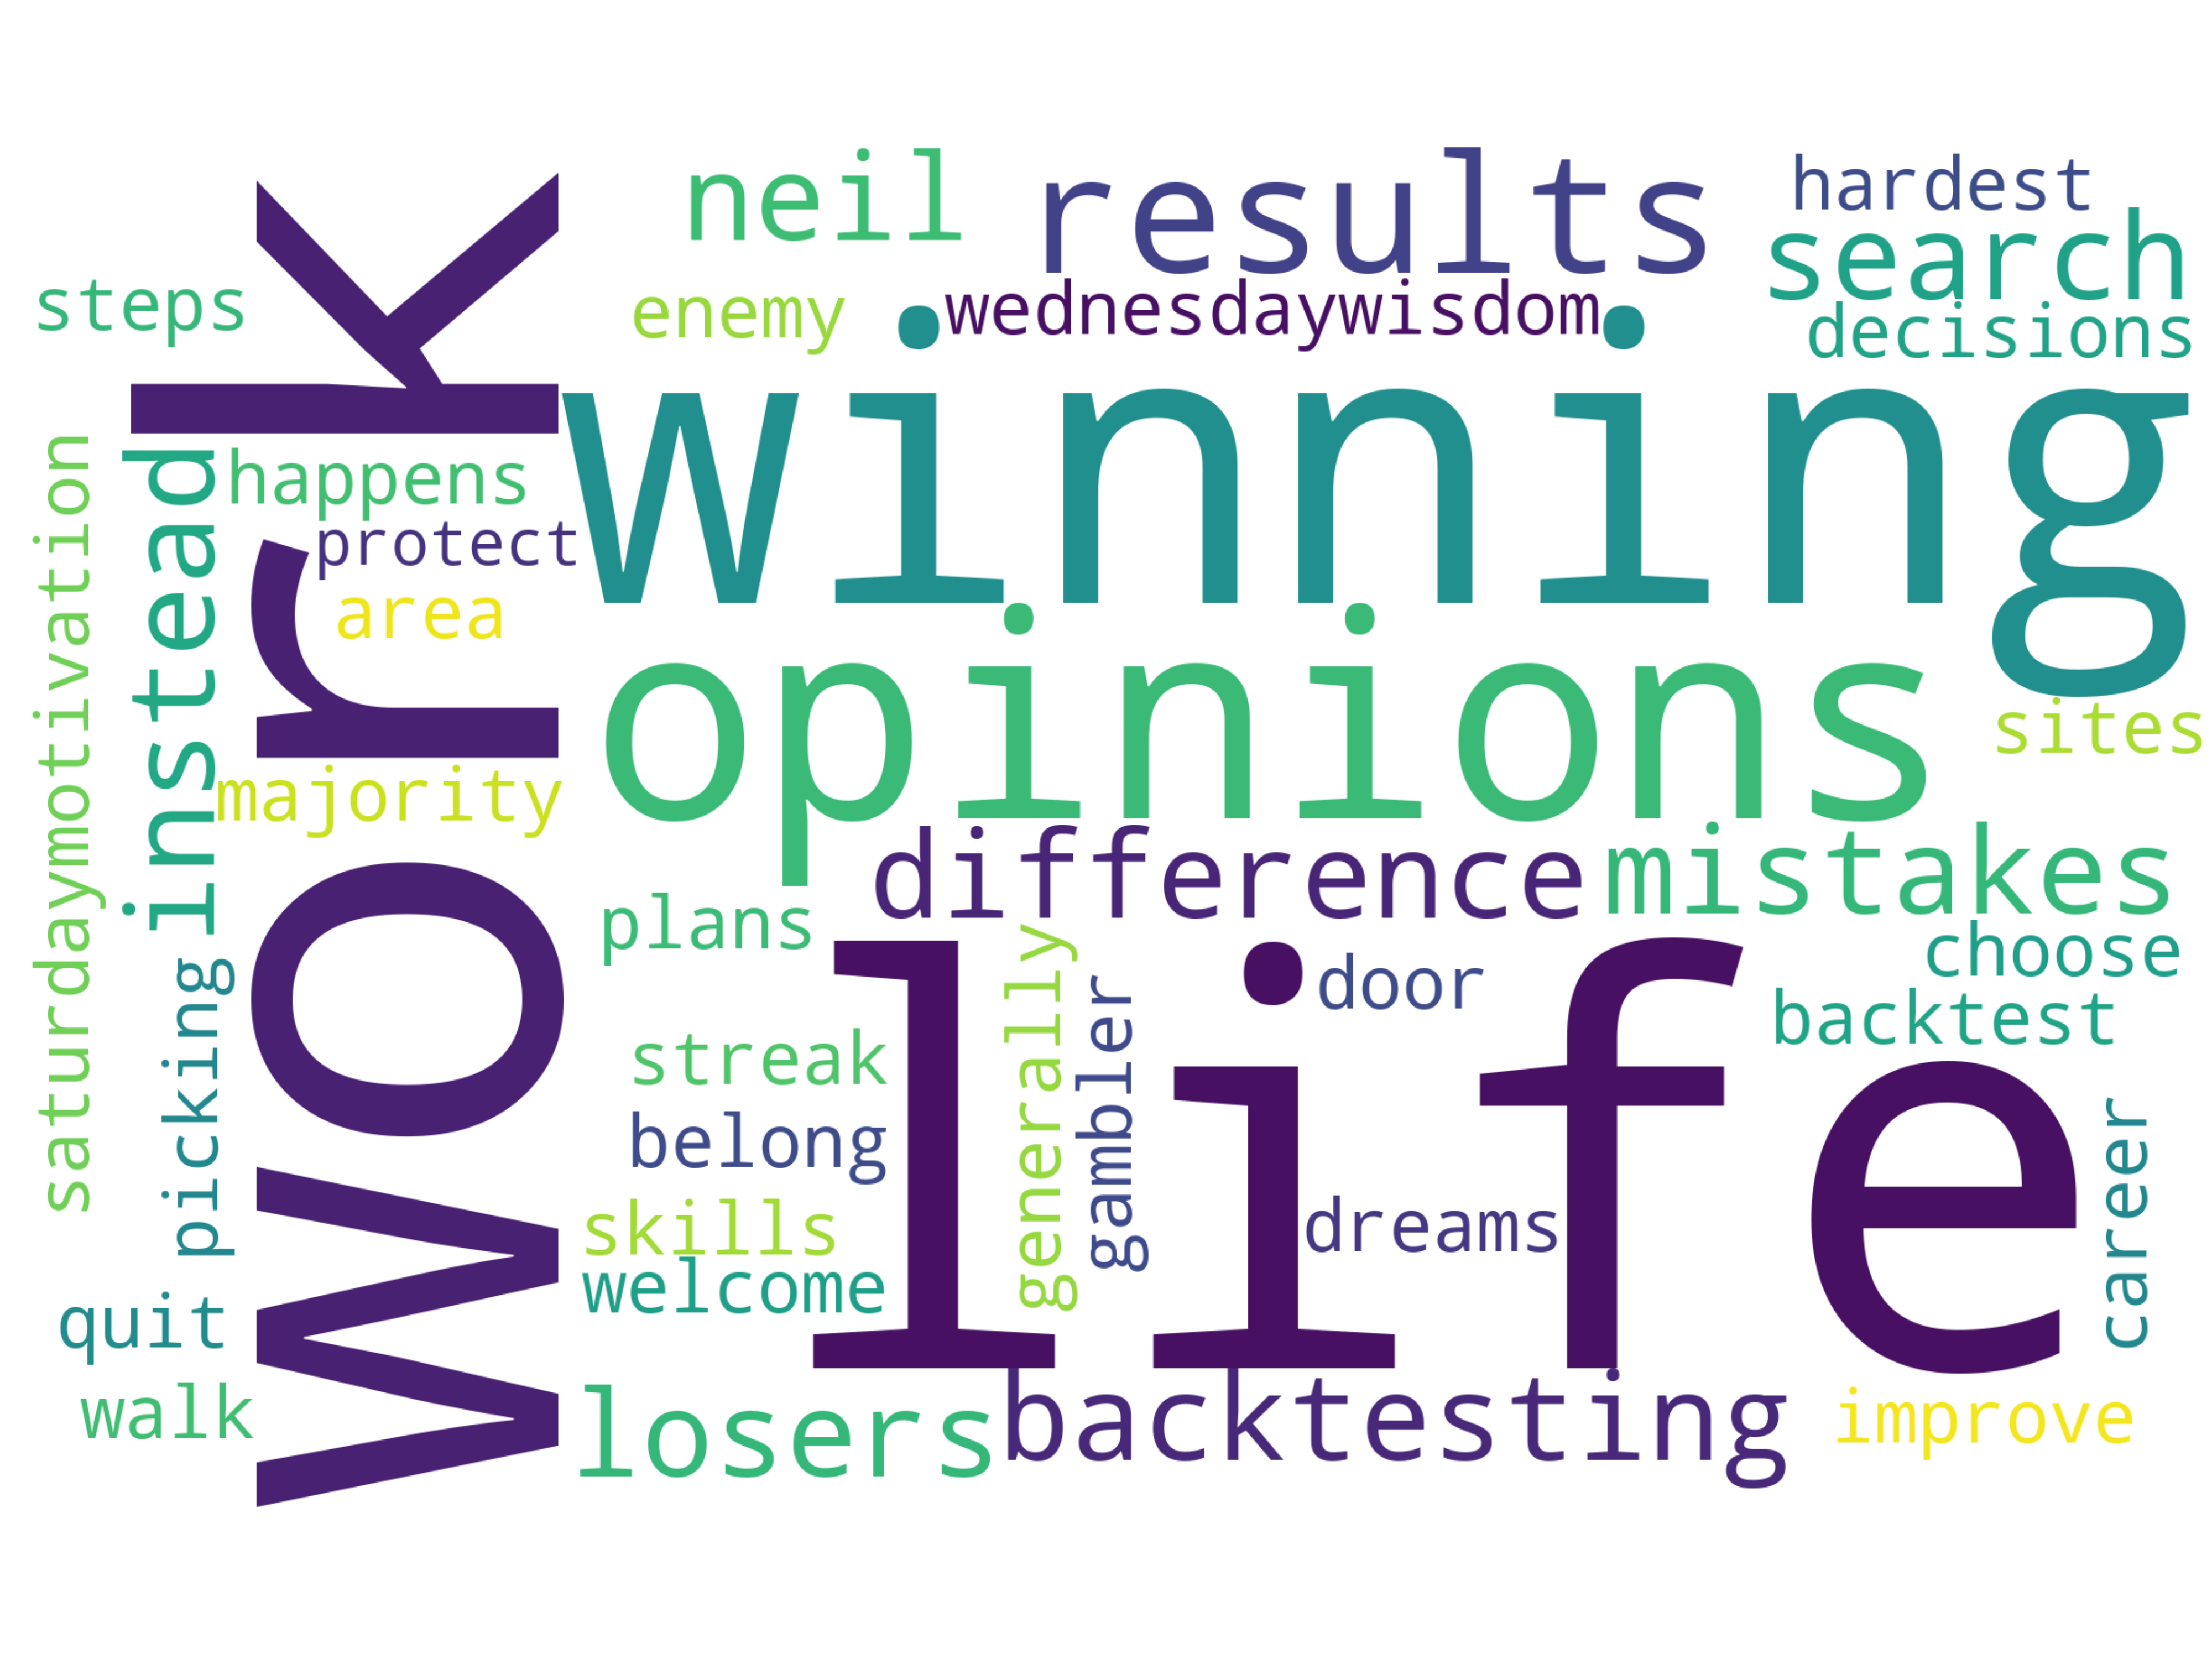 neil
results
hardest
search
steps
enemy
wednesdaywisdom
decisions
work
winning
saturdaymotivation
instead
happens
protect
area
opinions
sites
majority
difference
mistakes
plans
choose
life
door
backtest
generally
gambler
picking
streak
belong
career
skills
dreams
welcome
quit
walk
losers
backtesting
improve